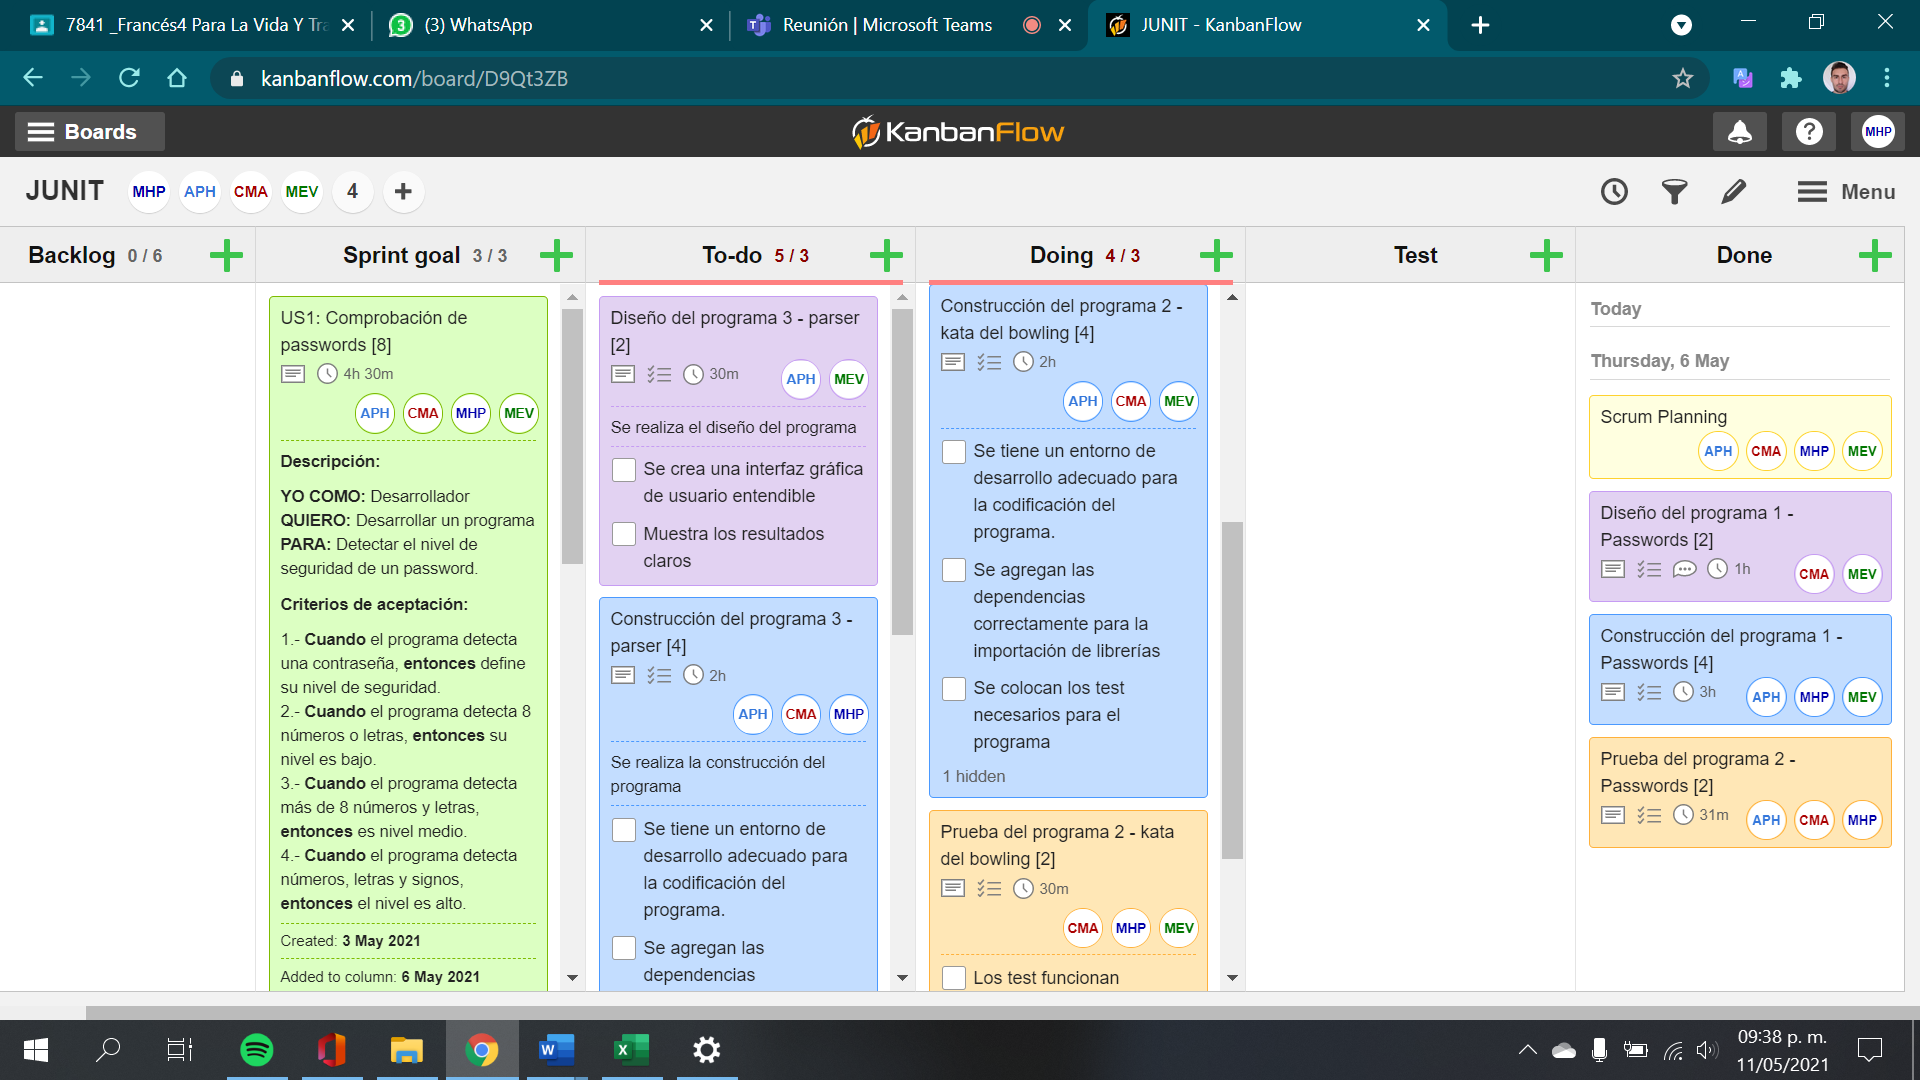 7841 _Francés4 Para La Vida Y Tra
3
(3) WhatsApp
Reunión | Microsoft Teams
JUNIT - KanbanFlow
kanbanflow.com/board/D9Qt3ZB
Boards
KanbanFlow
MHP
JUNIT
MHP APH CMA MEV 4
Menu
Backlog 0 / 6
Sprint goal 3 / 3
To-do 5 / 3
Doing 4 / 3
Test
Done
US1: Comprobación de
passwords [8]
4h 30m
APH CMA MHP MEV
Descripción:
YO COMO: Desarrollador
QUIERO: Desarrollar un programa
PARA: Detectar el nivel de
seguridad de un password.
Criterios de aceptación:
1.- Cuando el programa detecta
una contraseña, entonces define
su nivel de seguridad.
2.- Cuando el programa detecta 8
números o letras, entonces su
nivel es bajo.
3.- Cuando el programa detecta
más de 8 números y letras,
entonces es nivel medio.
4.- Cuando el programa detecta
números, letras y signos,
entonces el nivel es alto.
Created: 3 May 2021
Added to column: 6 May 2021
Diseño del programa 3 - parser
[2]
30m
APH MEV
Se realiza el diseño del programa
Se crea una interfaz gráfica
de usuario entendible
Muestra los resultados
claros
Construcción del programa 3 -
parser [4]
2h
APH CMA MHP
Se realiza la construcción del
programa
Se tiene un entorno de
desarrollo adecuado para
la codificación del
programa.
Se agregan las
dependencias
Construcción del programa 2 -
kata del bowling [4]
2h
APH CMA MEV
Se tiene un entorno de
desarrollo adecuado para
la codificación del
programa.
Se agregan las
dependencias
correctamente para la
importación de librerías
Se colocan los test
necesarios para el
programa
1 hidden
Prueba del programa 2 - kata
del bowling [2]
30m
CMA MHP MEV
Los test funcionan
Today
Thursday, 6 May
Scrum Planning
APH CMA MHP MEV
Diseño del programa 1 -
Passwords [2]
1h
CMA MEV
Construcción del programa 1 -
Passwords [4]
3h
APH MHP MEV
Prueba del programa 2 -
Passwords [2]
31m
APH CMA MHP
09:38 p. m.
11/05/2021